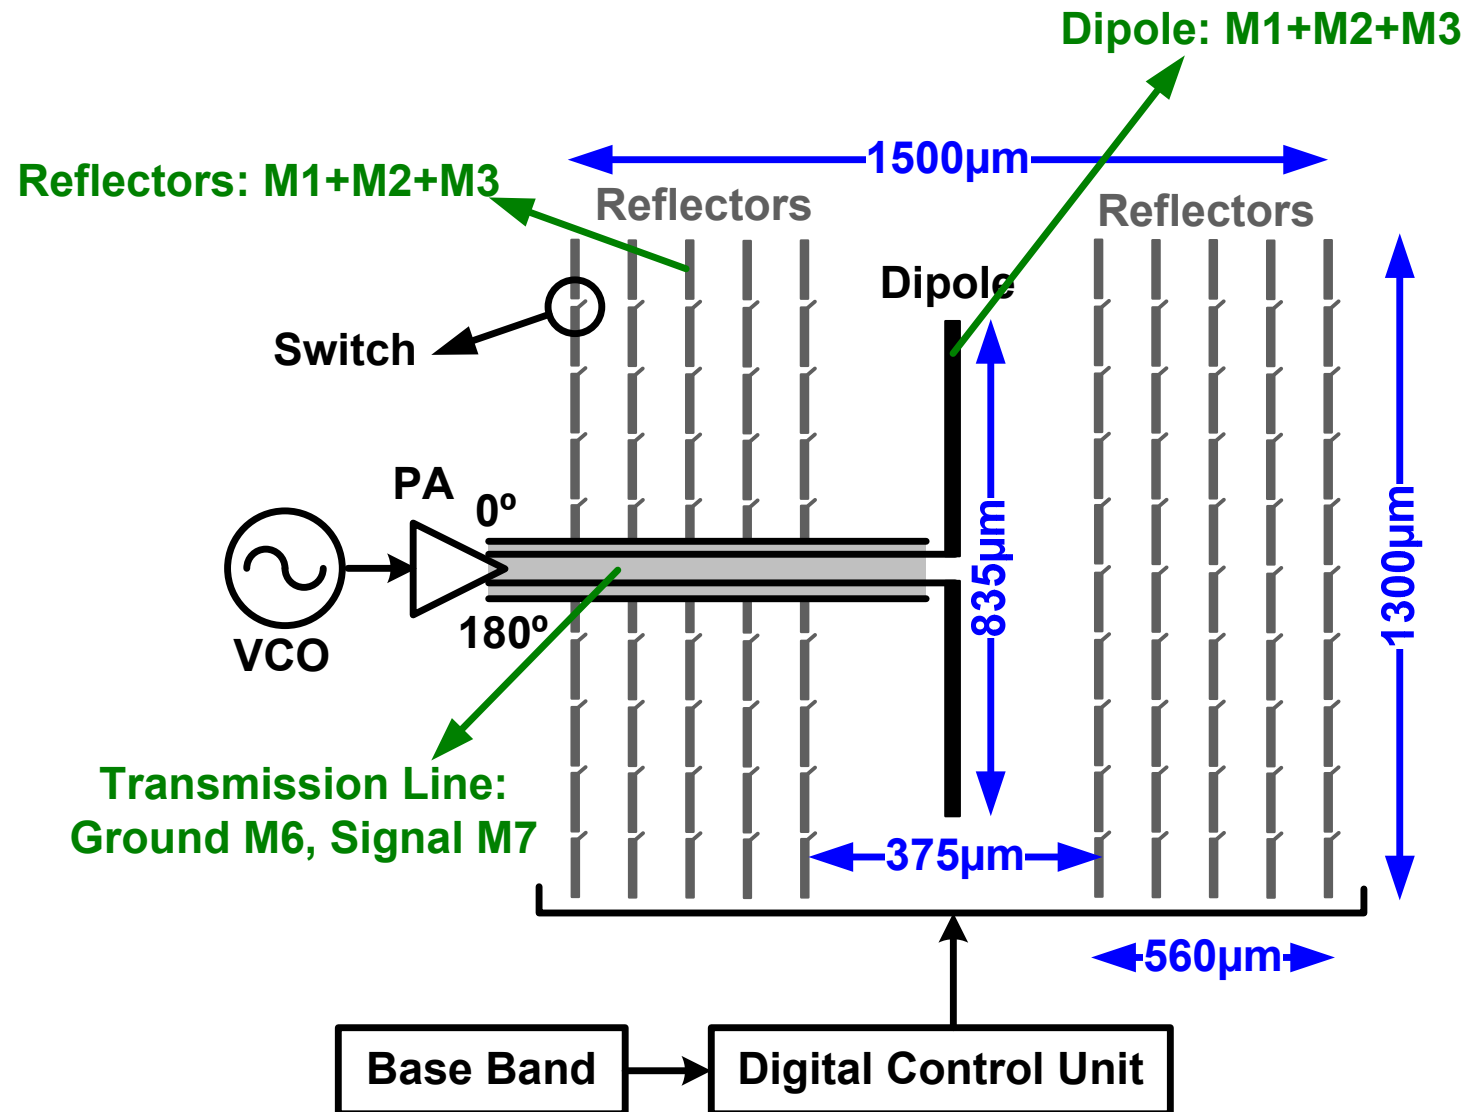 Dipole: M1+M2+M3
1500µm
Reflectors: M1+M2+M3
Reflectors
Reflectors
Dipole
Switch
PA
0º
835µm
1300µm
180º
VCO
Transmission Line:
Ground M6, Signal M7
375µm
560µm
Base Band
Digital Control Unit